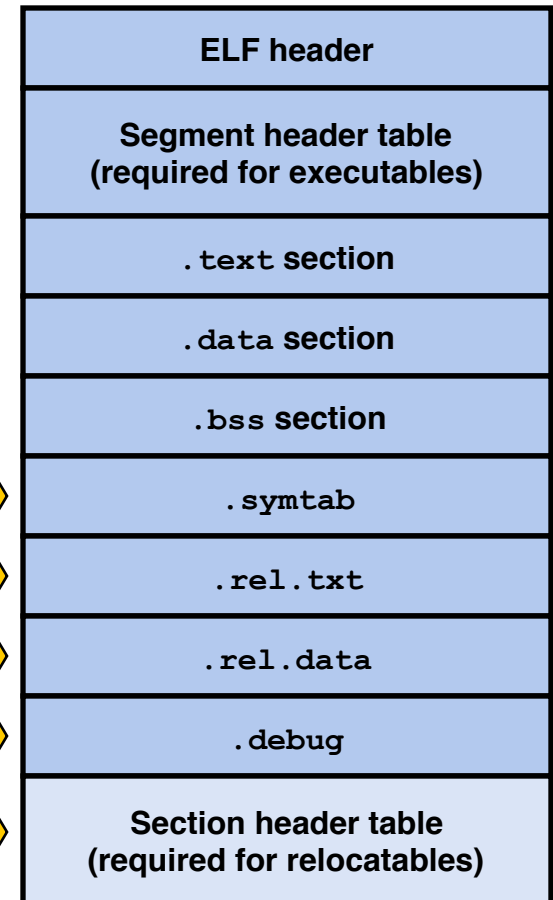 ELF header
Segment header table
(required for executables)
.text section
.data section
.bss section
.symtab
.rel.txt
.rel.data
.debug
Section header table
(required for relocatables)